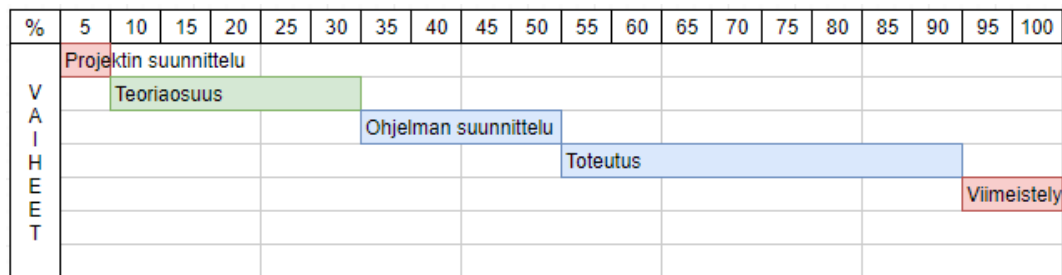 % 5 10 15 20 25 30 35 40 45 50 55 60 65 70 75 80 85 90 95 100
Projektin suunnittelu
Teoriaosuus
Ohjelman suunnittelu
Toteutus
Viimeistely
VAIHEET